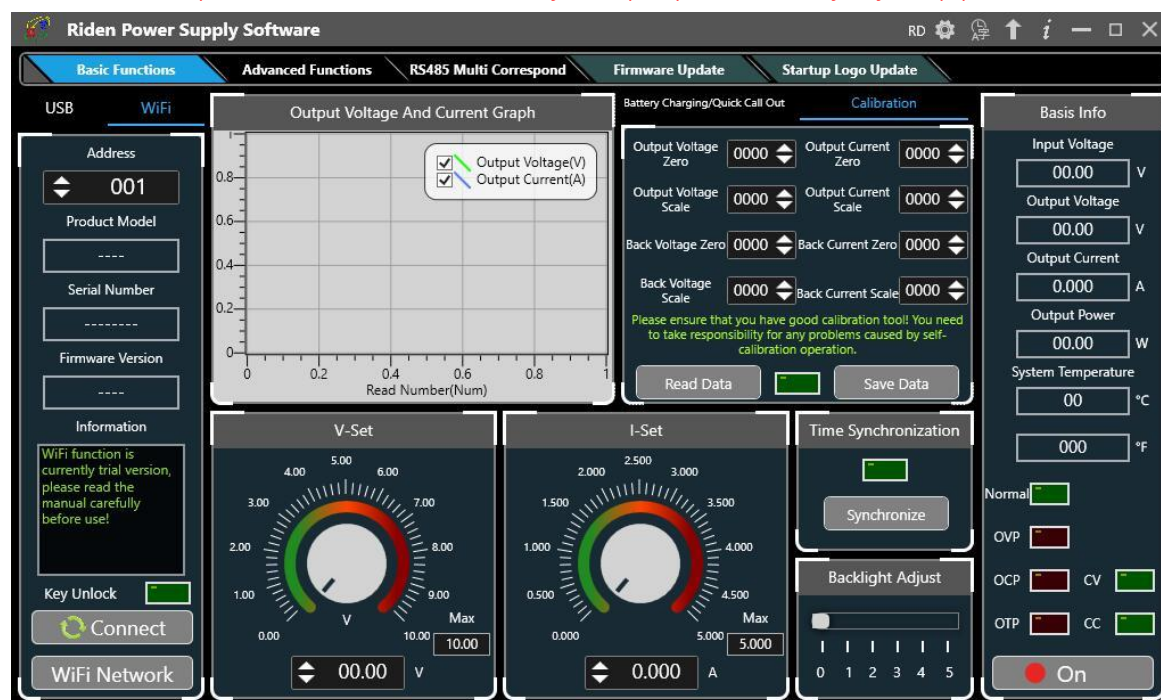 Riden Power Supply Software
RD
i
Basic Functions
Advanced Functions
RS485 Multi Correspond
Firmware Update
Startup Logo Update
USB
WiFi
Address
001
Product Model
----
Serial Number
--------
Firmware Version
----
Information
WiFi function is
currently trial version,
please read the
manual carefully
before use!
Key Unlock
Connect
WiFi Network
Output Voltage And Current Graph
Output Voltage(V)
Output Current(A)
1
0.8
0.6
0.4
0.2
0
0 0.2 0.4 0.6 0.8 1
Read Number(Num)
Battery Charging/Quick Call Out
Calibration
Output Voltage
Zero
0000
Output Current
Zero
0000
Output Voltage
Scale
0000
Output Current
Scale
0000
Back Voltage Zero
0000
Back Current Zero
0000
Back Voltage
Scale
0000
Back Current Scale
0000
Please ensure that you have good calibration tool! You need
to take responsibility for any problems caused by self-
calibration operation.
Read Data
Save Data
V-Set
0.00
1.00
2.00
3.00
4.00
5.00
6.00
7.00
8.00
9.00
10.00
V
Max
10.00
00.00 V
I-Set
0.000
0.500
1.000
1.500
2.000
2.500
3.000
3.500
4.000
4.500
5.000
A
Max
5.000
0.000 A
Time Synchronization
Synchronize
Backlight Adjust
0 1 2 3 4 5
Basis Info
Input Voltage
00.00 V
Output Voltage
00.00 V
Output Current
0.000 A
Output Power
00.00 W
System Temperature
00 °C
000 °F
Normal
OVP
OCP CV
OTP CC
On